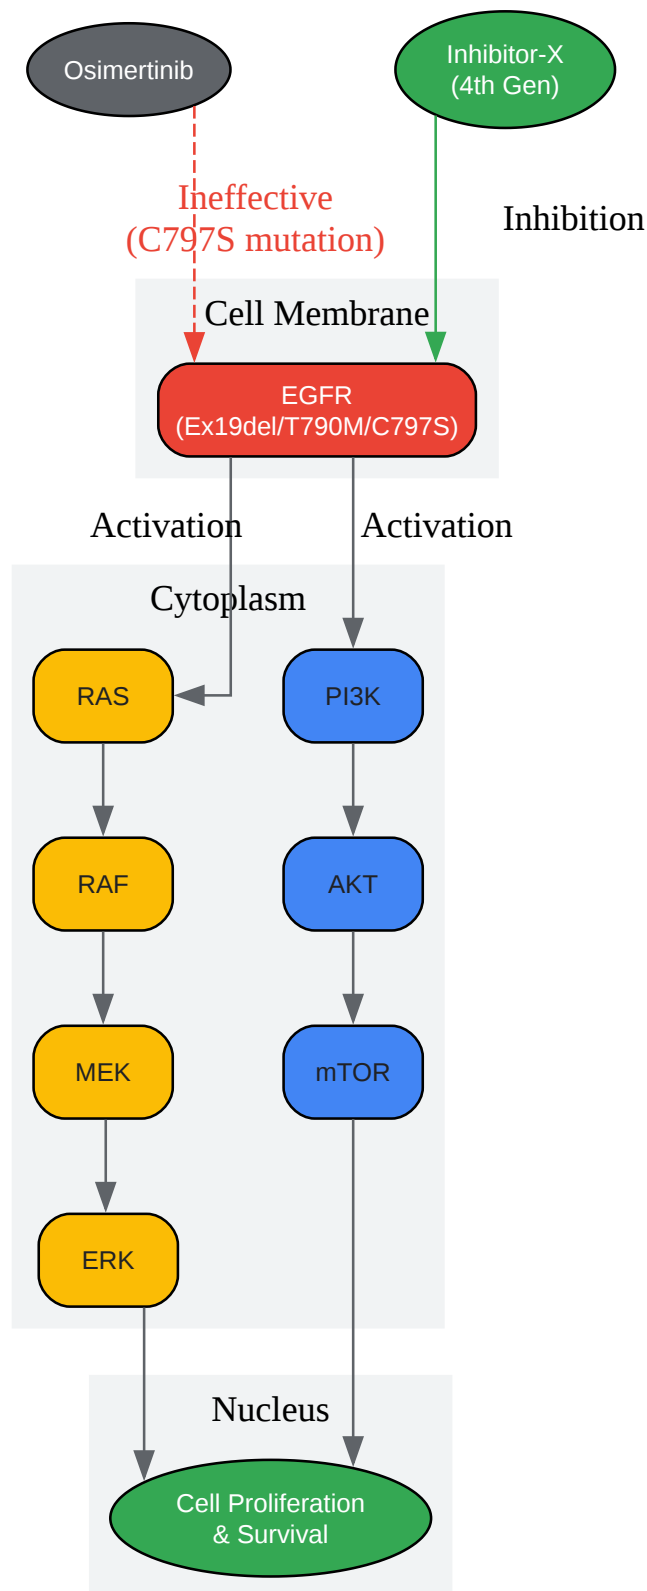 Osimertinib
Inhibitor-X
(4th Gen)
Ineffective
(C797S mutation)
Inhibition
Cell Membrane
EGFR
(Ex19del/T790M/C797S)
Activation
Activation
Cytoplasm
RAS
PI3K
RAF
AKT
MEK
mTOR
ERK
Nucleus
Cell Proliferation
& Survival